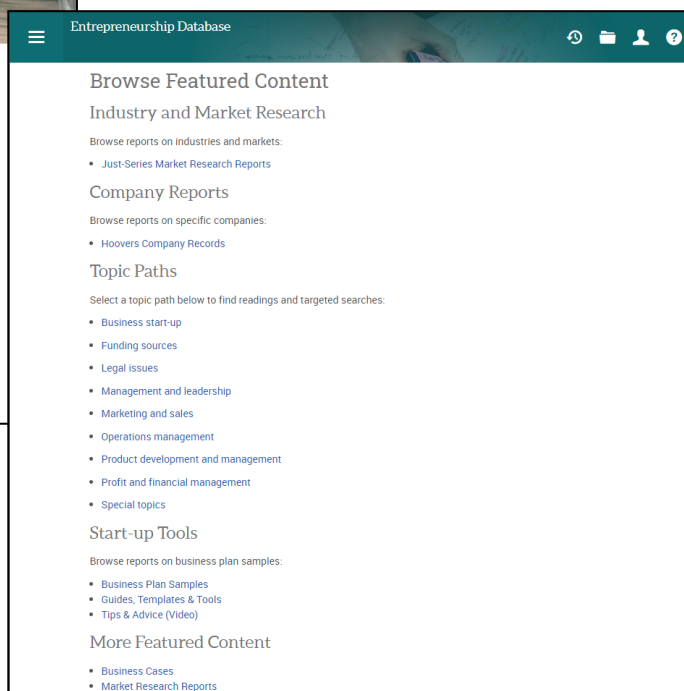 Entrepreneurship Database
Browse Featured Content
Industry and Market Research
Browse reports on industries and markets:
Just-Series Market Research Reports
Company Reports
Browse reports on specific companies:
Hoovers Company Records
Topic Paths
Select a topic path below to find readings and targeted searches:
Business start-up
Funding sources
Legal issues
Management and leadership
Marketing and sales
Operations management
Product development and management
Profit and financial management
Special topics
Start-up Tools
Browse reports on business plan samples:
Business Plan Samples
Guides, Templates & Tools
Tips & Advice (Video)
More Featured Content
Business Cases
Market Research Reports